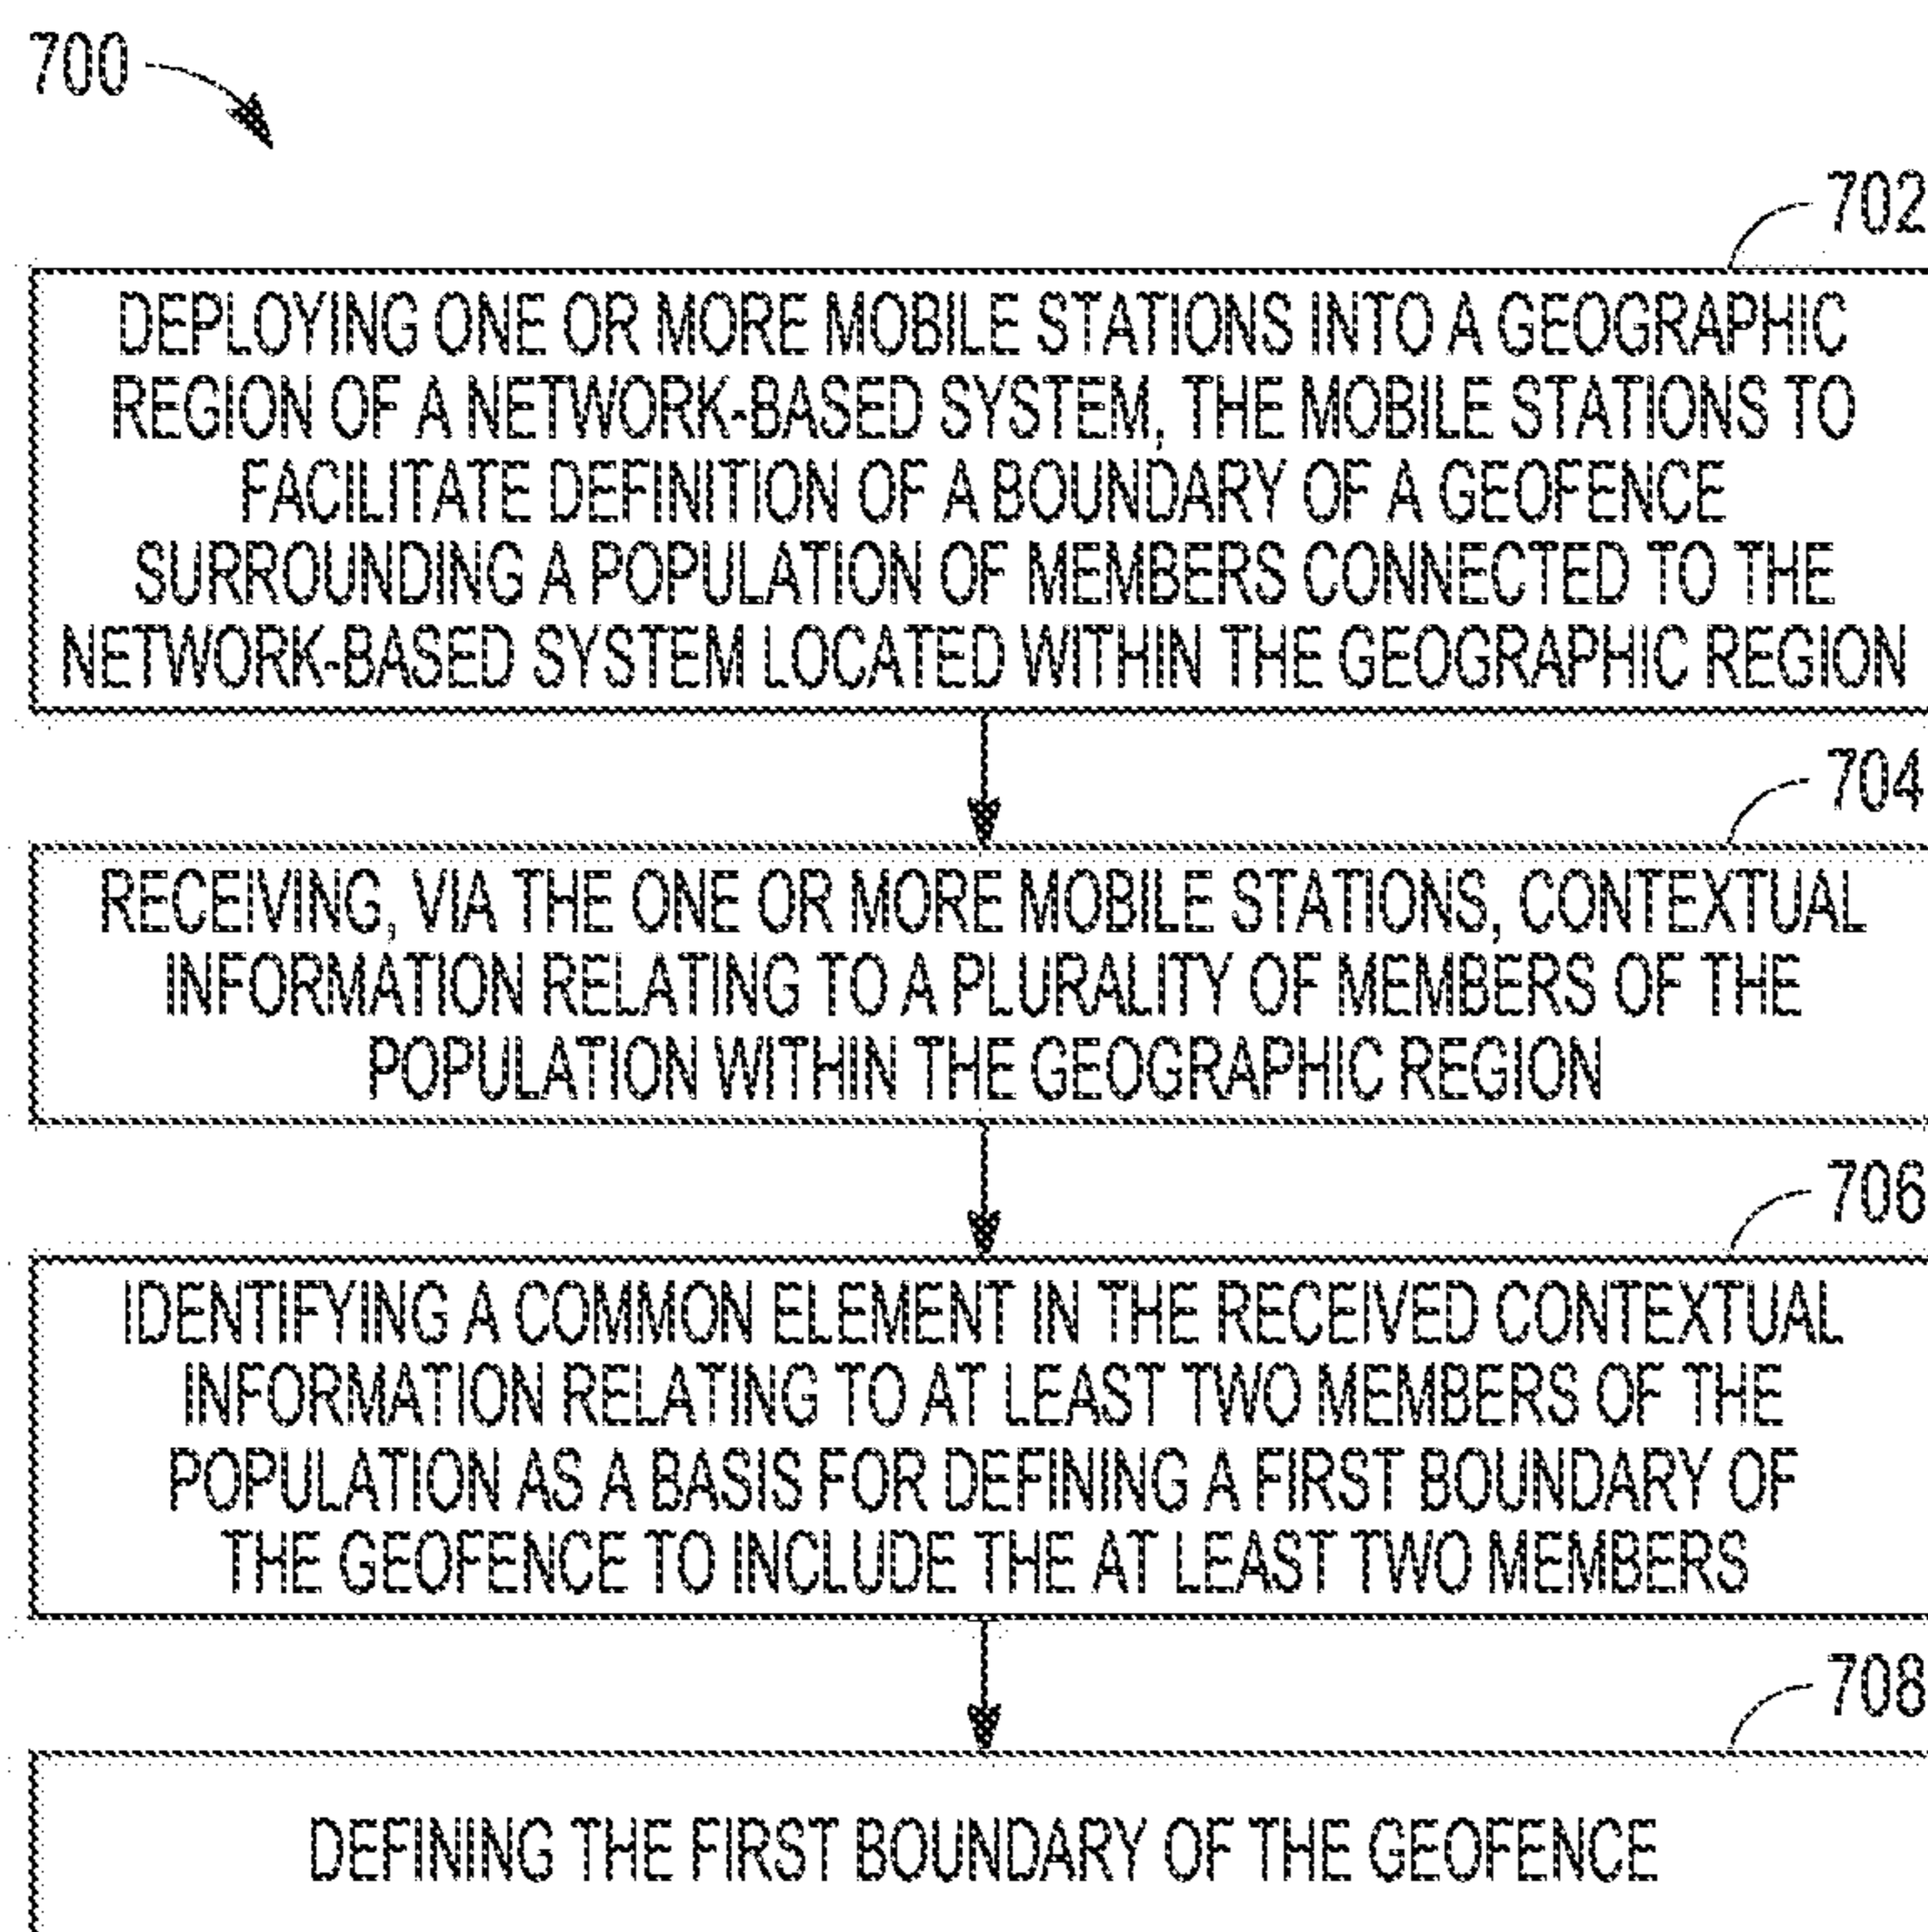 700
702
DEPLOYING ONE OR MORE MOBILE STATIONS INTO A GEOGRAPHIC
REGION OF A NETWORK-BASED SYSTEM, THE MOBILE STATIONS TO
FACILITATE DEFINITION OF A BOUNDARY OF A GEOFENCE
SURROUNDING A POPULATION OF MEMBERS CONNECTED TO THE
NETWORK-BASED SYSTEM LOCATED WITHIN THE GEOGRAPHIC REGION
704
RECEIVING, VIA THE ONE OR MORE MOBILE STATIONS, CONTEXTUAL
INFORMATION RELATING TO A PLURALITY OF MEMBERS OF THE
POPULATION WITHIN THE GEOGRAPHIC REGION
706
IDENTIFYING A COMMON ELEMENT IN THE RECEIVED CONTEXTUAL
INFORMATION RELATING TO AT LEAST TWO MEMBERS OF THE
POPULATION AS A BASIS FOR DEFINING A FIRST BOUNDARY OF
THE GEOFENCE TO INCLUDE THE AT LEAST TWO MEMBERS
708
DEFINING THE FIRST BOUNDARY OF THE GEOFENCE